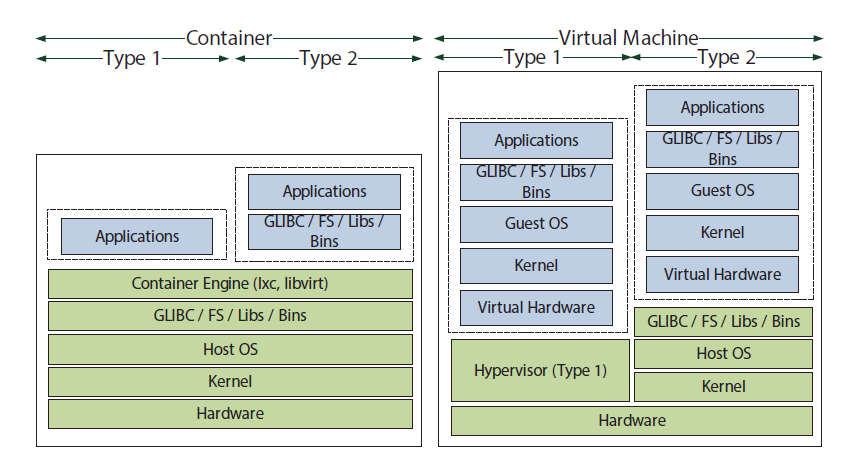 Container
Type 1
Type 2
Applications
Applications
GLIBC / FS / Libs /
Bins
Container Engine (lxc, libvirt)
GLIBC / FS / Libs / Bins
Host OS
Kernel
Hardware
Virtual Machine
Type 1
Type 2
Applications
GLIBC / FS / Libs /
Bins
Guest OS
Kernel
Virtual Hardware
Hypervisor (Type 1)
Applications
GLIBC / FS / Libs /
Bins
Guest OS
Kernel
Virtual Hardware
GLIBC / FS / Libs / Bins
Host OS
Kernel
Hardware